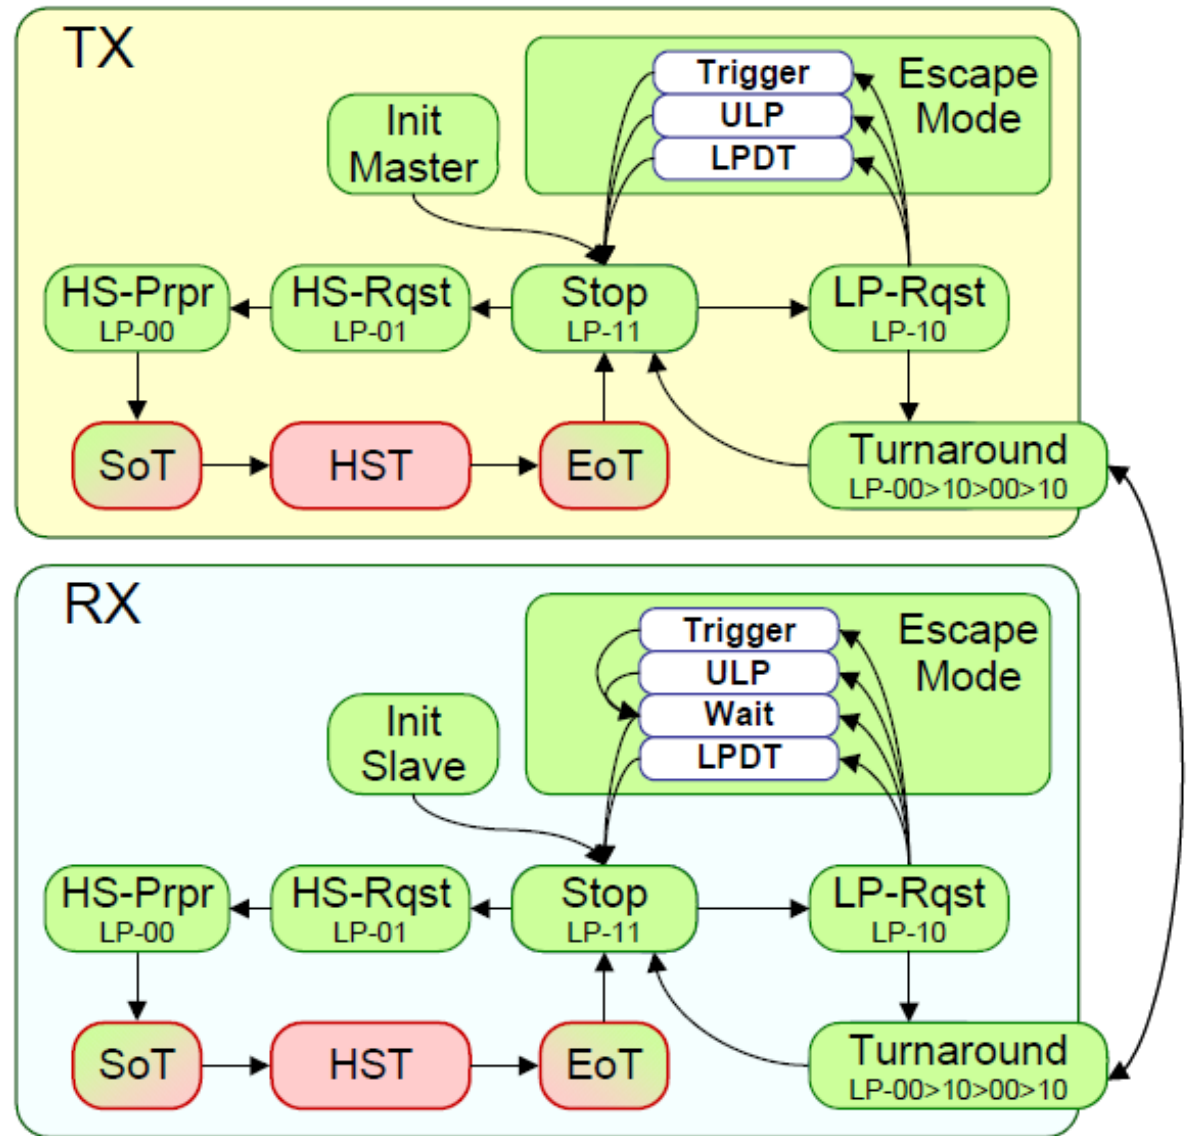 TX
Trigger
ULP
LPDT
Escape
Mode
Init
Master
HS-Prpr
LP-00
HS-Rqst
LP-01
Stop
LP-11
LP-Rqst
LP-10
SoT
HST
EoT
Turnaround
LP-00>10>00>10
RX
Trigger
ULP
Wait
LPDT
Escape
Mode
Init
Slave
HS-Prpr
LP-00
HS-Rqst
LP-01
Stop
LP-11
LP-Rqst
LP-10
SoT
HST
EoT
Turnaround
LP-00>10>00>10